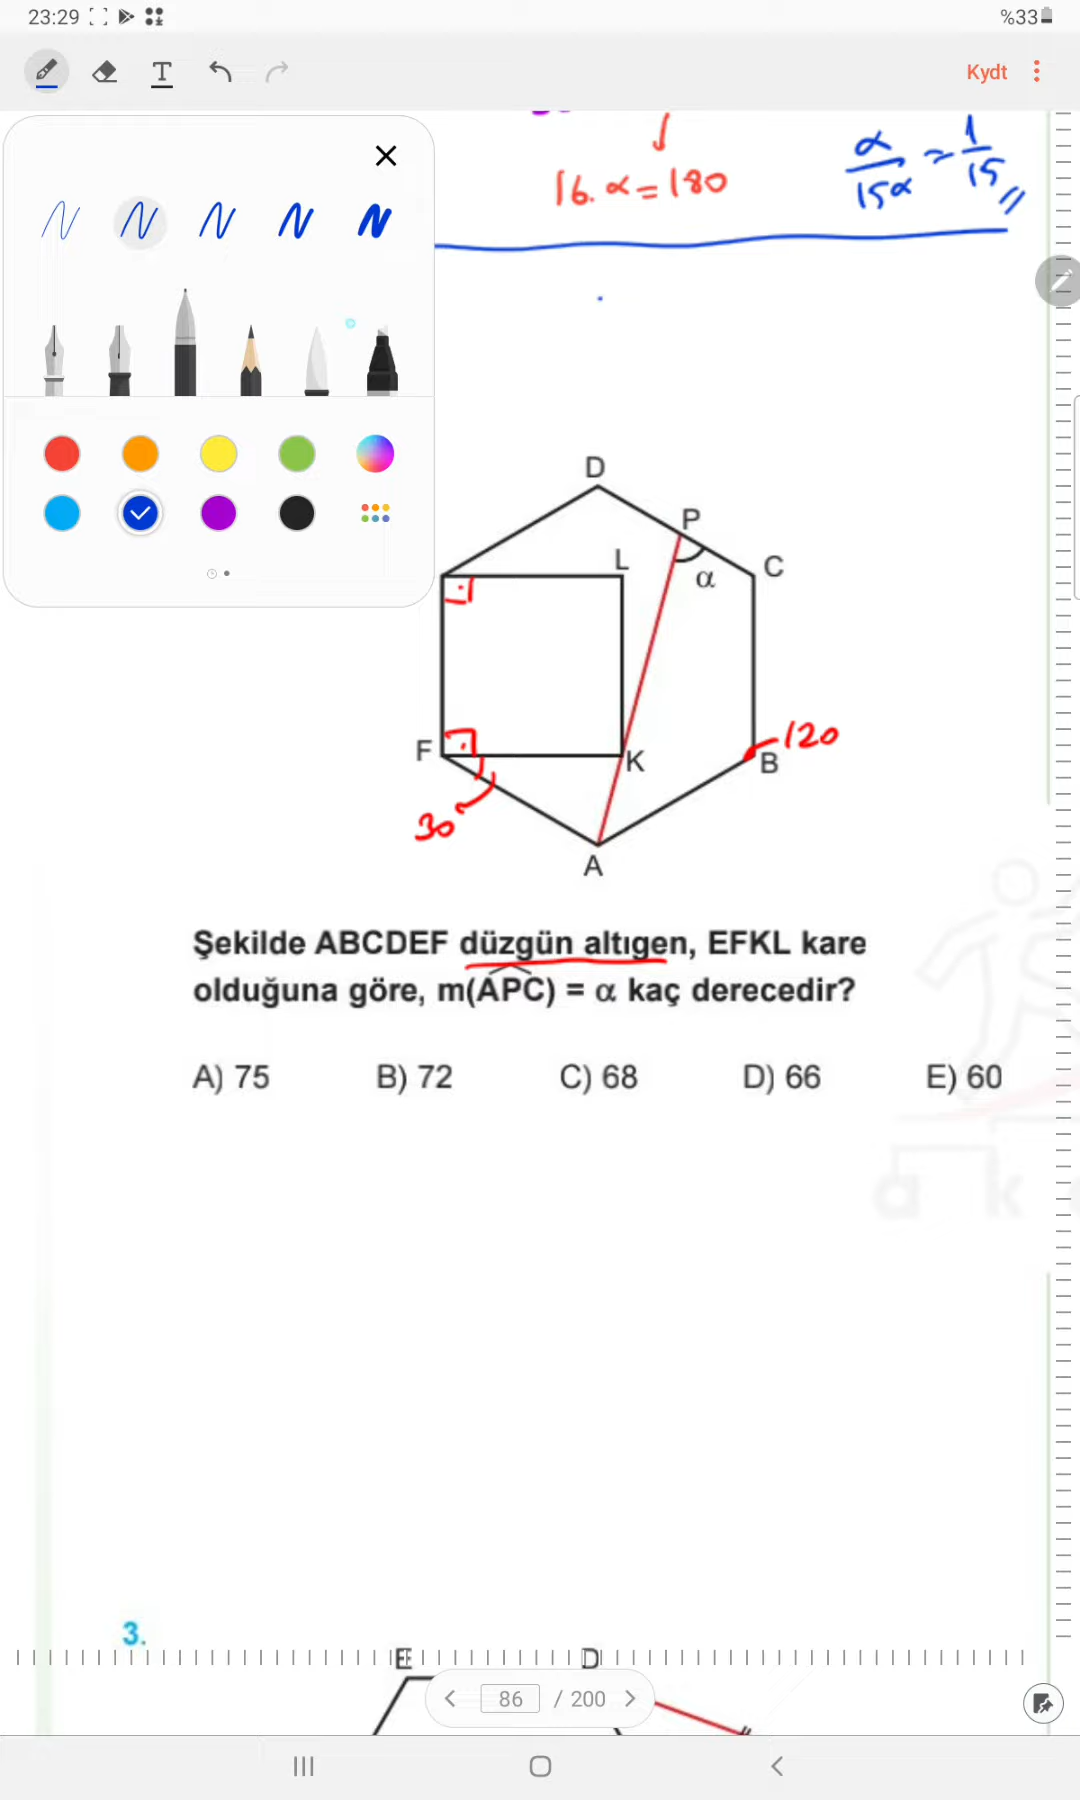 23:29
%33
T
Kydt
16.α=180
α/15α = 1/15
D
P
L
C
α
F
K
B
120
30
A
Şekilde ABCDEF düzgün altıgen, EFKL kare
olduğuna göre, m(APC) = α kaç derecedir?
A) 75 B) 72 C) 68 D) 66 E) 60
a k
3.
E D
86 / 200